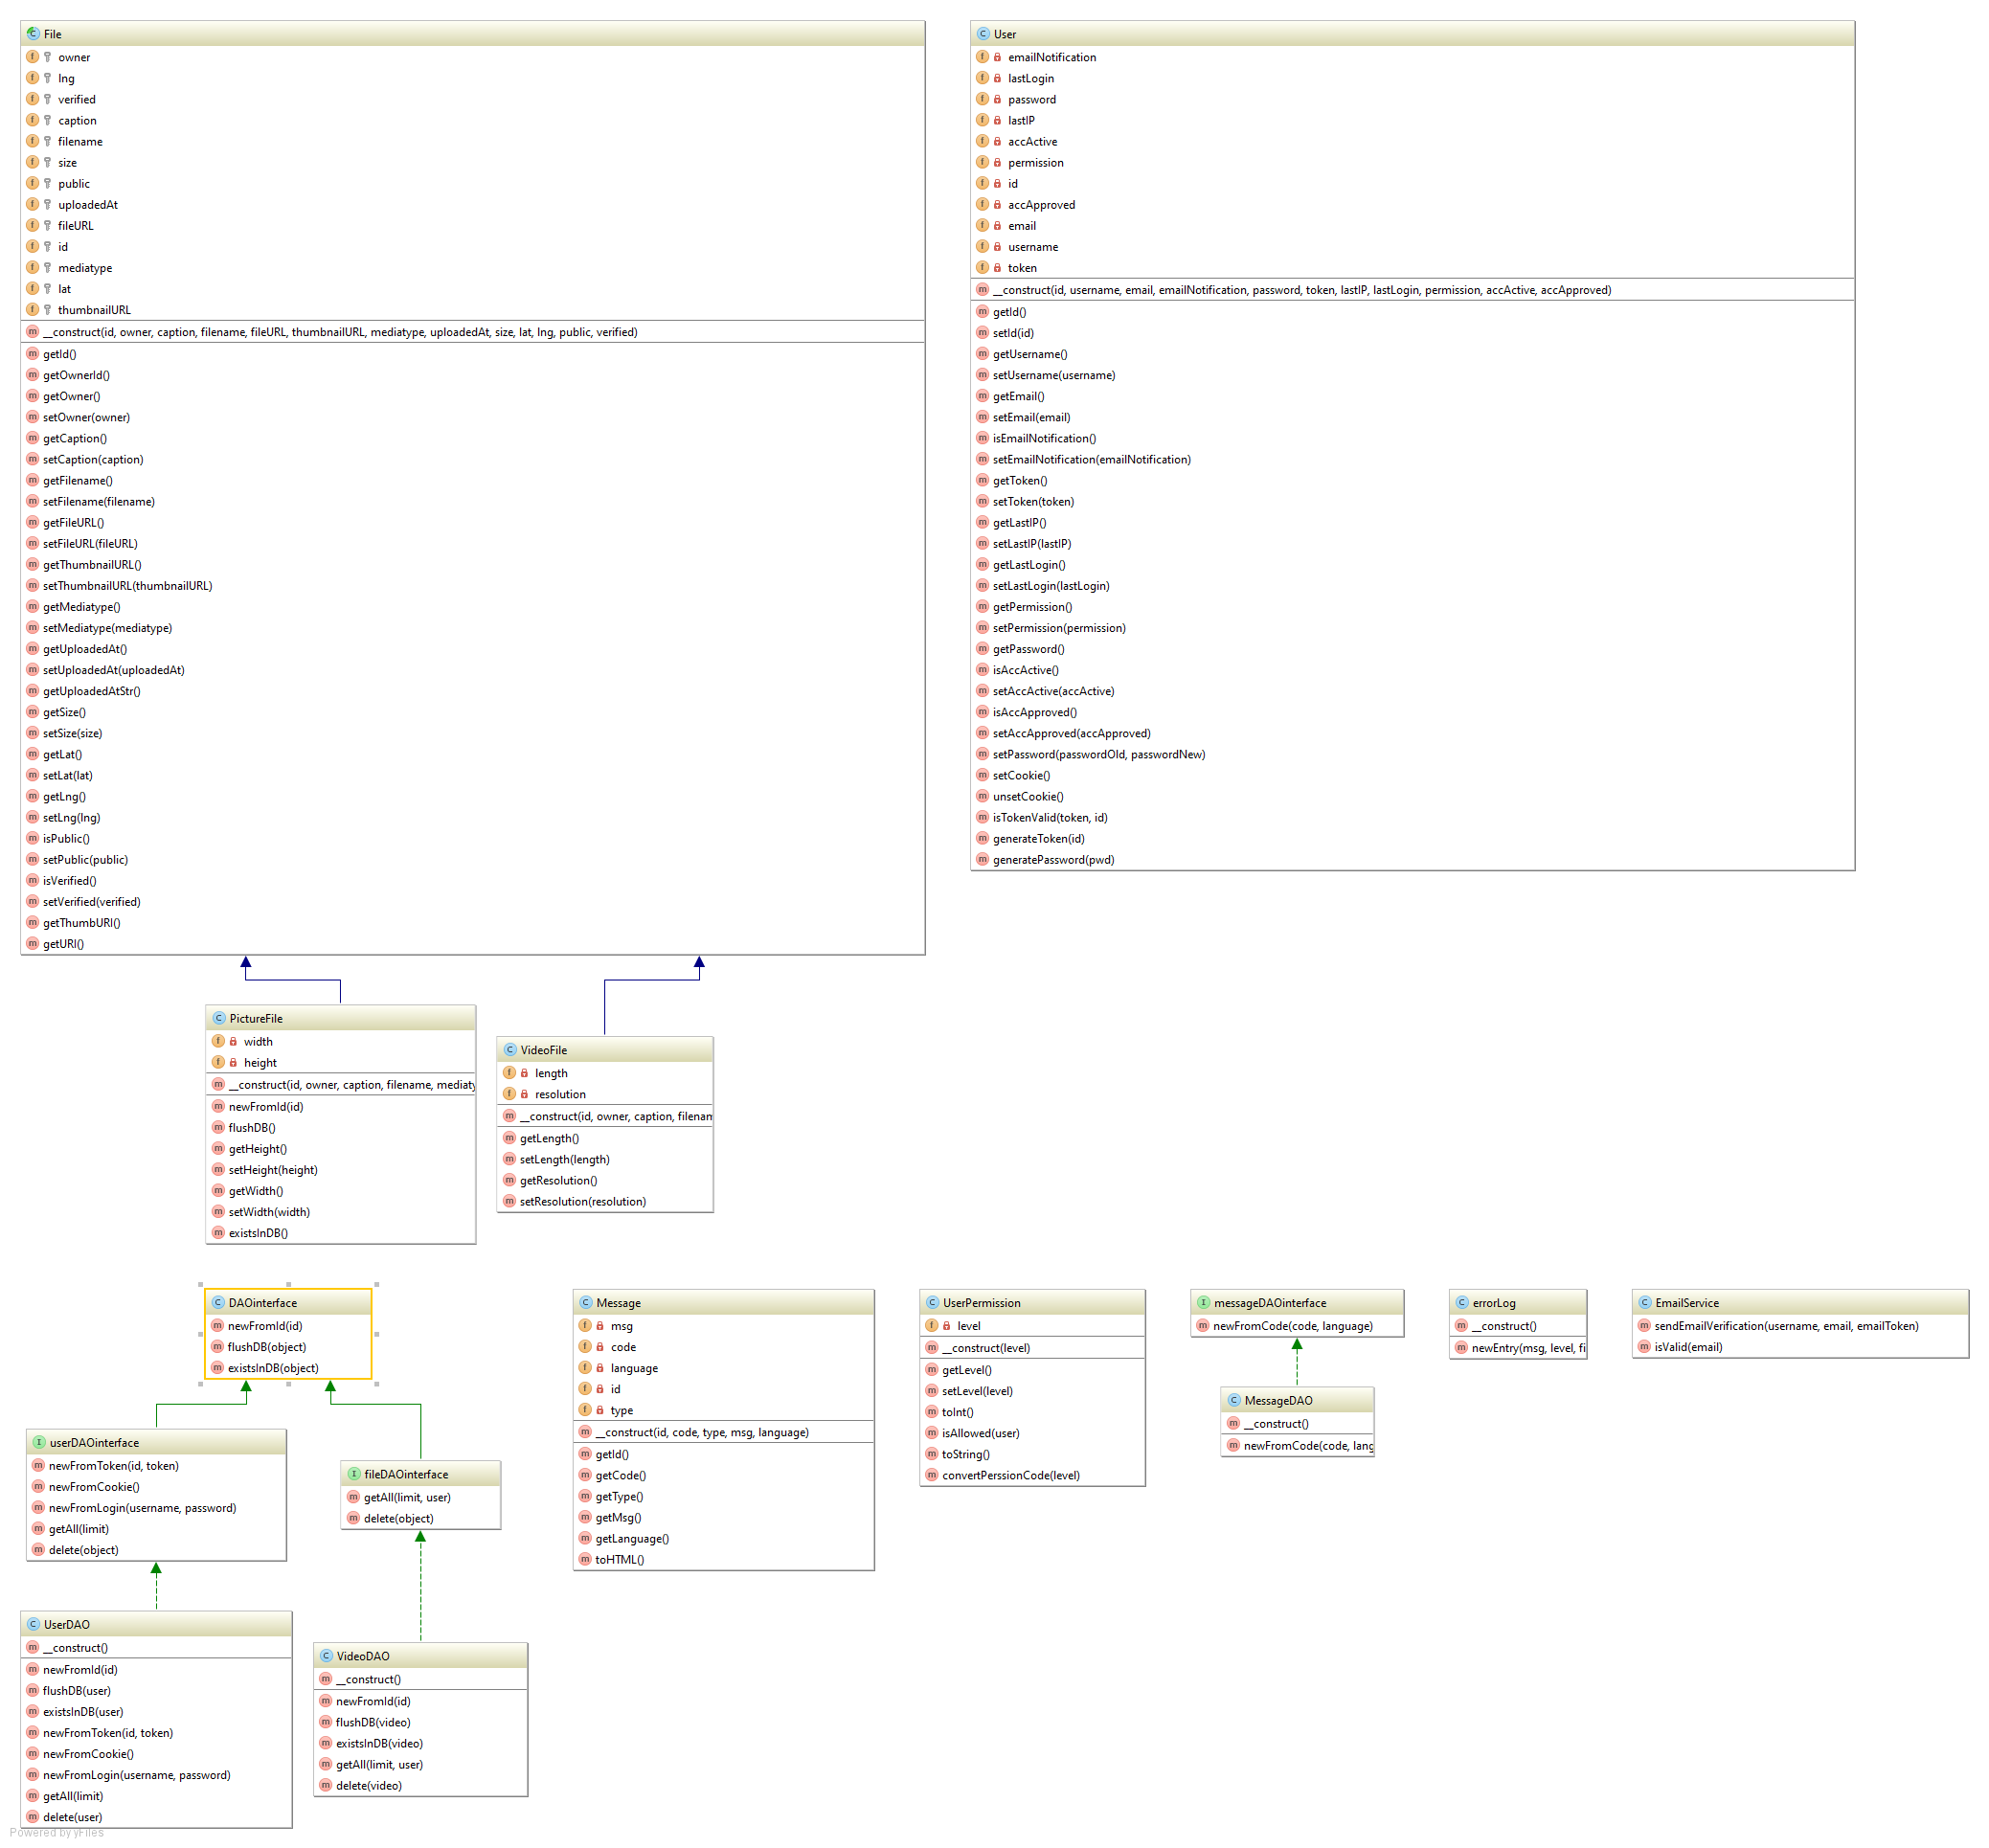 File
owner
lng
verified
caption
filename
size
public
uploadedAt
fileURL
id
mediatype
lat
thumbnailURL
__construct(id, owner, caption, filename, fileURL, thumbnailURL, mediatype, uploadedAt, size, lat, lng, public, verified)
getId()
getOwnerId()
getOwner()
setOwner(owner)
getCaption()
setCaption(caption)
getFilename()
setFilename(filename)
getFileURL()
setFileURL(fileURL)
getThumbnailURL()
setThumbnailURL(thumbnailURL)
getMediatype()
setMediatype(mediatype)
getUploadedAt()
setUploadedAt(uploadedAt)
getUploadedAtStr()
getSize()
setSize(size)
getLat()
setLat(lat)
getLng()
setLng(lng)
isPublic()
setPublic(public)
isVerified()
setVerified(verified)
getThumbURI()
getURI()
User
emailNotification
lastLogin
password
lastIP
accActive
permission
id
accApproved
email
username
token
__construct(id, username, email, emailNotification, password, token, lastIP, lastLogin, permission, accActive, accApproved)
getId()
setId(id)
getUsername()
setUsername(username)
getEmail()
setEmail(email)
isEmailNotification()
setEmailNotification(emailNotification)
getToken()
setToken(token)
getLastIP()
setLastIP(lastIP)
getLastLogin()
setLastLogin(lastLogin)
getPermission()
setPermission(permission)
getPassword()
isAccActive()
setAccActive(accActive)
isAccApproved()
setAccApproved(accApproved)
setPassword(passwordOld, passwordNew)
setCookie()
unsetCookie()
isTokenValid(token, id)
generateToken(id)
generatePassword(pwd)
PictureFile
width
height
__construct(id, owner, caption, filename, mediaty
newFromId(id)
flushDB()
getHeight()
setHeight(height)
getWidth()
setWidth(width)
existsInDB()
VideoFile
length
resolution
__construct(id, owner, caption, filenam
getLength()
setLength(length)
getResolution()
setResolution(resolution)
DAOinterface
newFromId(id)
flushDB(object)
existsInDB(object)
userDAOinterface
newFromToken(id, token)
newFromCookie()
newFromLogin(username, password)
getAll(limit)
delete(object)
fileDAOinterface
getAll(limit, user)
delete(object)
UserDAO
__construct()
newFromId(id)
flushDB(user)
existsInDB(user)
newFromToken(id, token)
newFromCookie()
newFromLogin(username, password)
getAll(limit)
delete(user)
VideoDAO
__construct()
newFromId(id)
flushDB(video)
existsInDB(video)
getAll(limit, user)
delete(video)
Message
msg
code
language
id
type
__construct(id, code, type, msg, language)
getId()
getCode()
getType()
getMsg()
getLanguage()
toHTML()
UserPermission
level
__construct(level)
getLevel()
setLevel(level)
toInt()
isAllowed(user)
toString()
convertPerssionCode(level)
messageDAOinterface
newFromCode(code, language)
MessageDAO
__construct()
newFromCode(code, lang
errorLog
__construct()
newEntry(msg, level, fi
EmailService
sendEmailVerification(username, email, emailToken)
isValid(email)
Powered by yFiles